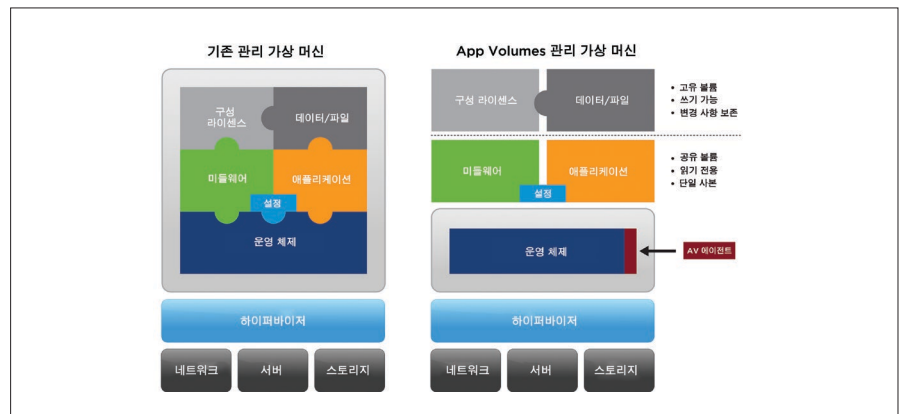 기존 관리 가상 머신
구성
라이센스
데이터/파일
미들웨어
애플리케이션
설정
운영 체제
하이퍼바이저
네트워크
서버
스토리지
App Volumes 관리 가상 머신
구성 라이센스
데이터/파일
• 고유 볼륨
• 쓰기 가능
• 변경 사항 보존
미들웨어
애플리케이션
설정
• 공유 볼륨
• 읽기 전용
• 단일 사본
운영 체제
AV 에이전트
하이퍼바이저
네트워크
서버
스토리지